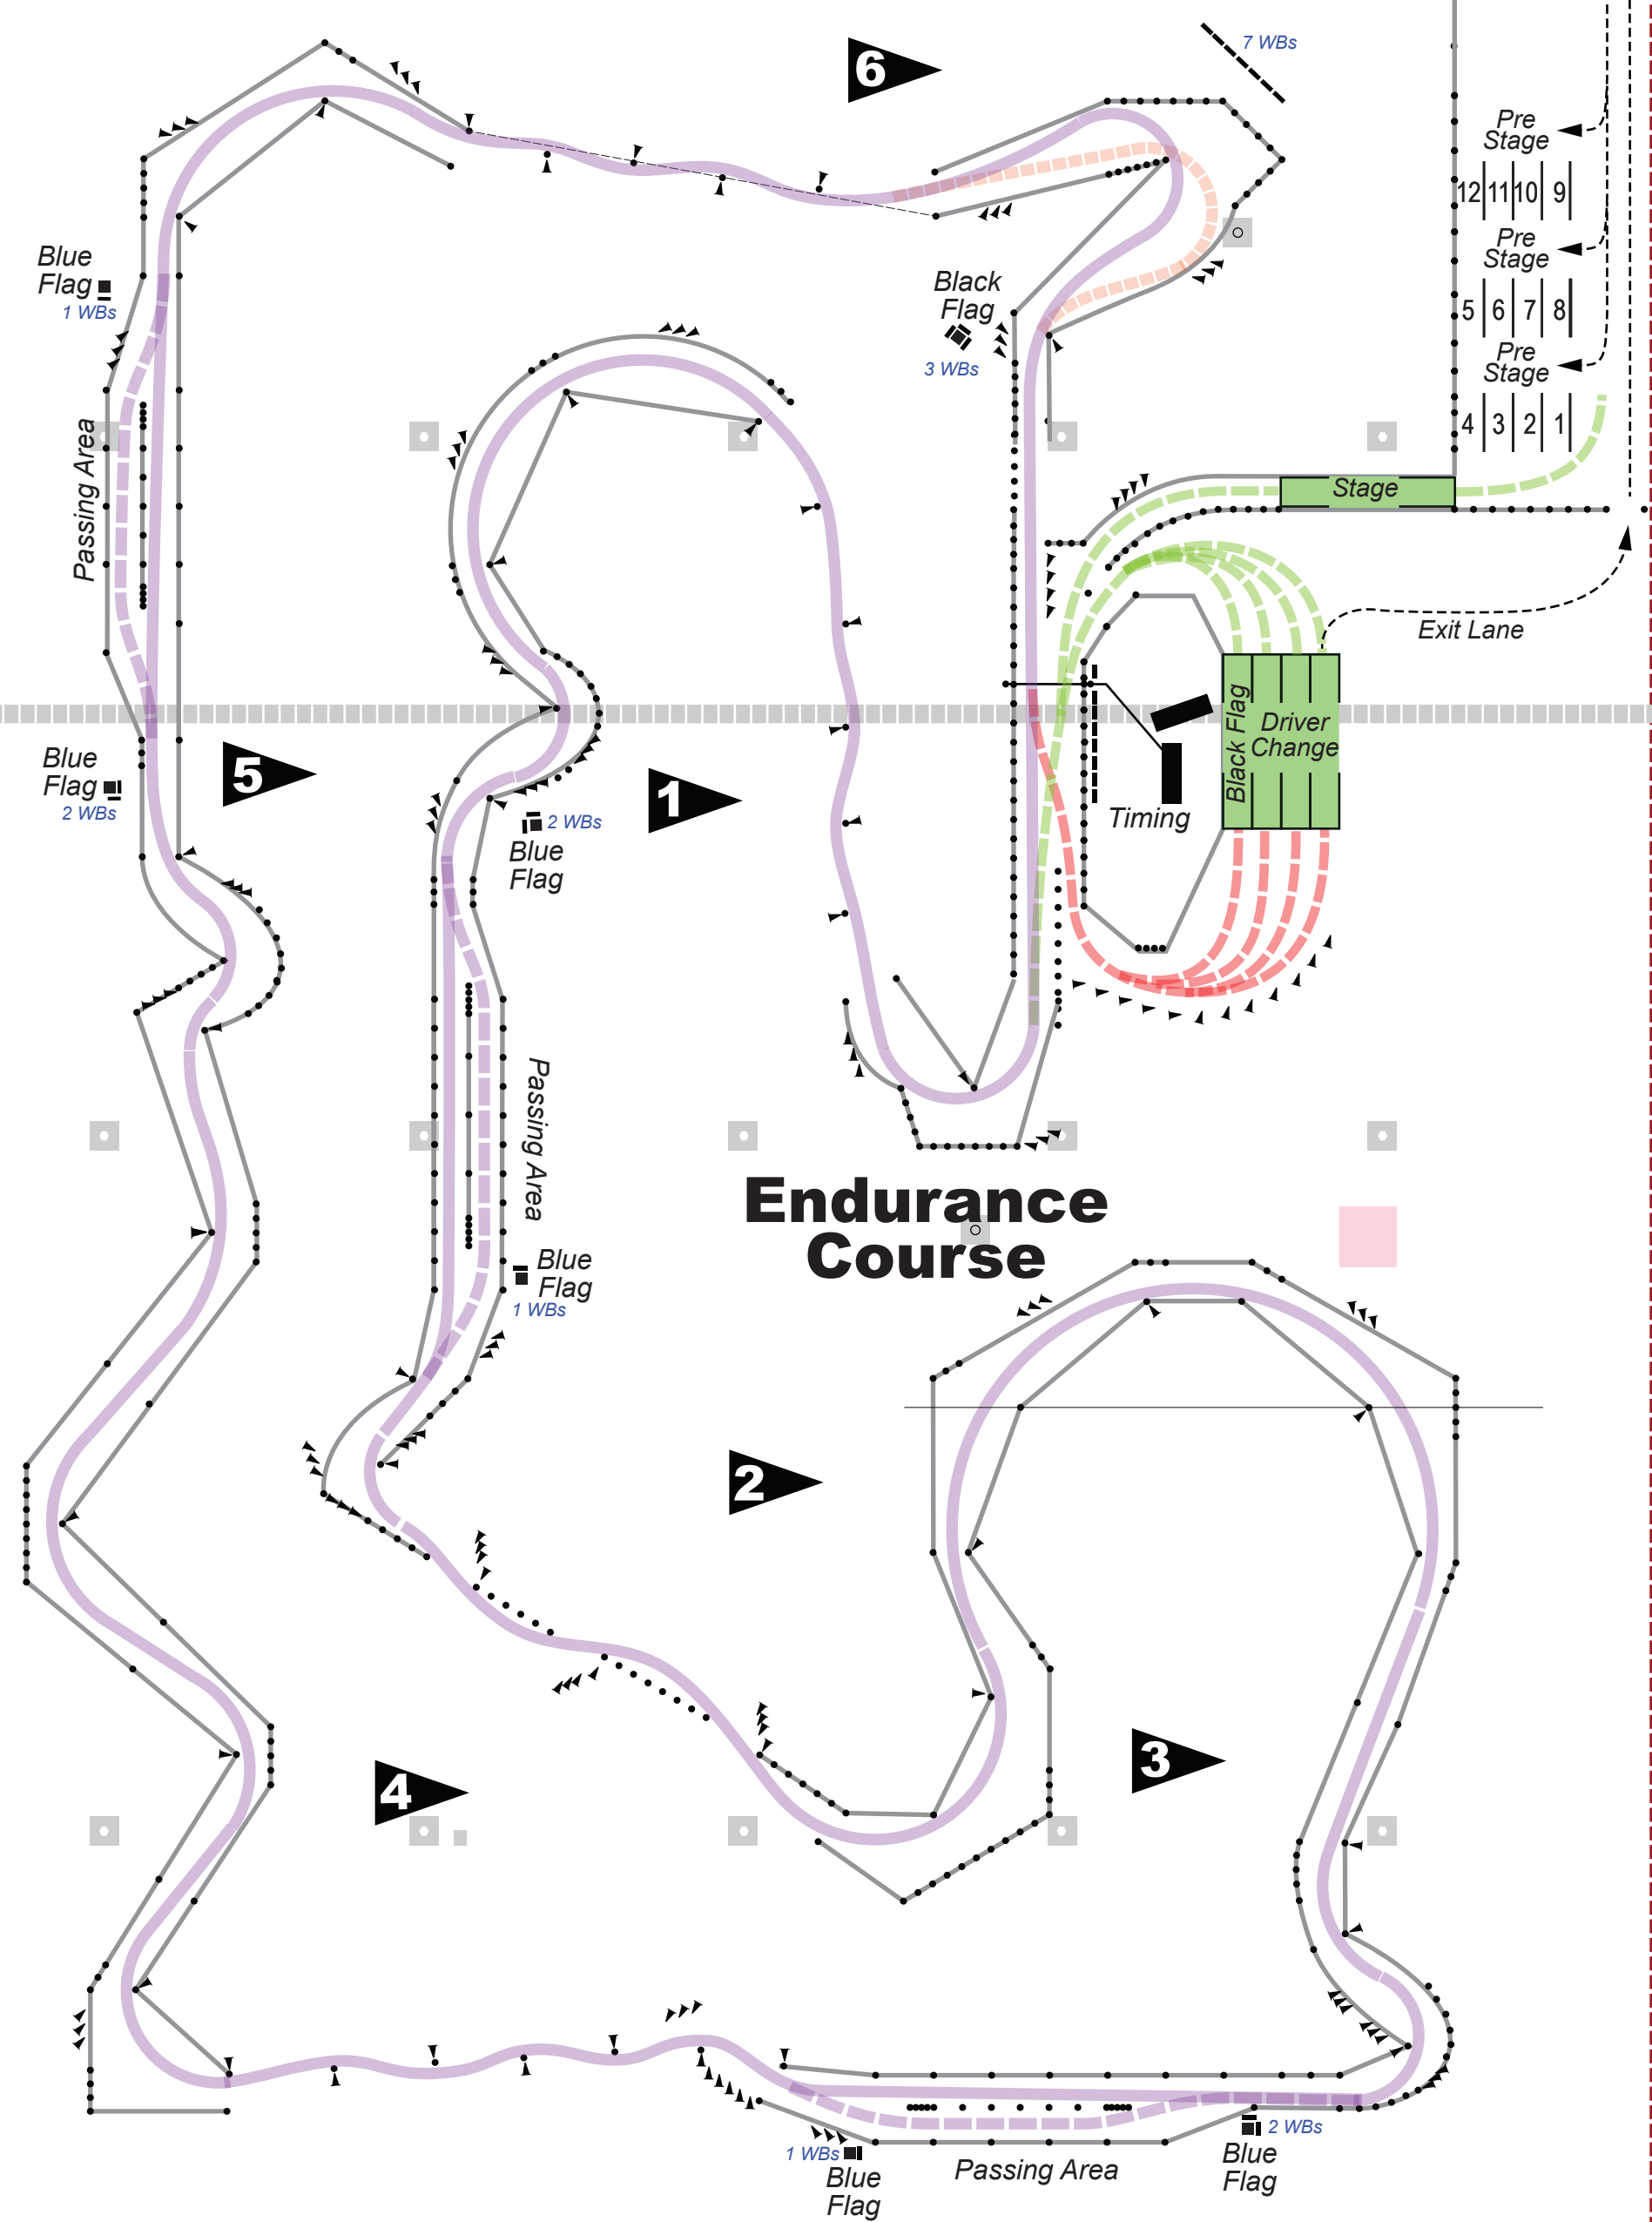 6
7 WBs
Pre
Stage
12 11 10 9
Pre
Stage
5 6 7 8
Pre
Stage
4 3 2 1
Blue
Flag
1 WBs
Black
Flag
3 WBs
Passing Area
Stage
Exit Lane
Black Flag
Driver
Change
Timing
Blue
Flag
2 WBs
5
1
2 WBs
Blue
Flag
Passing Area
Blue
Flag
1 WBs
Endurance
Course
2
3
4
1 WBs
Blue
Flag
Passing Area
2 WBs
Blue
Flag